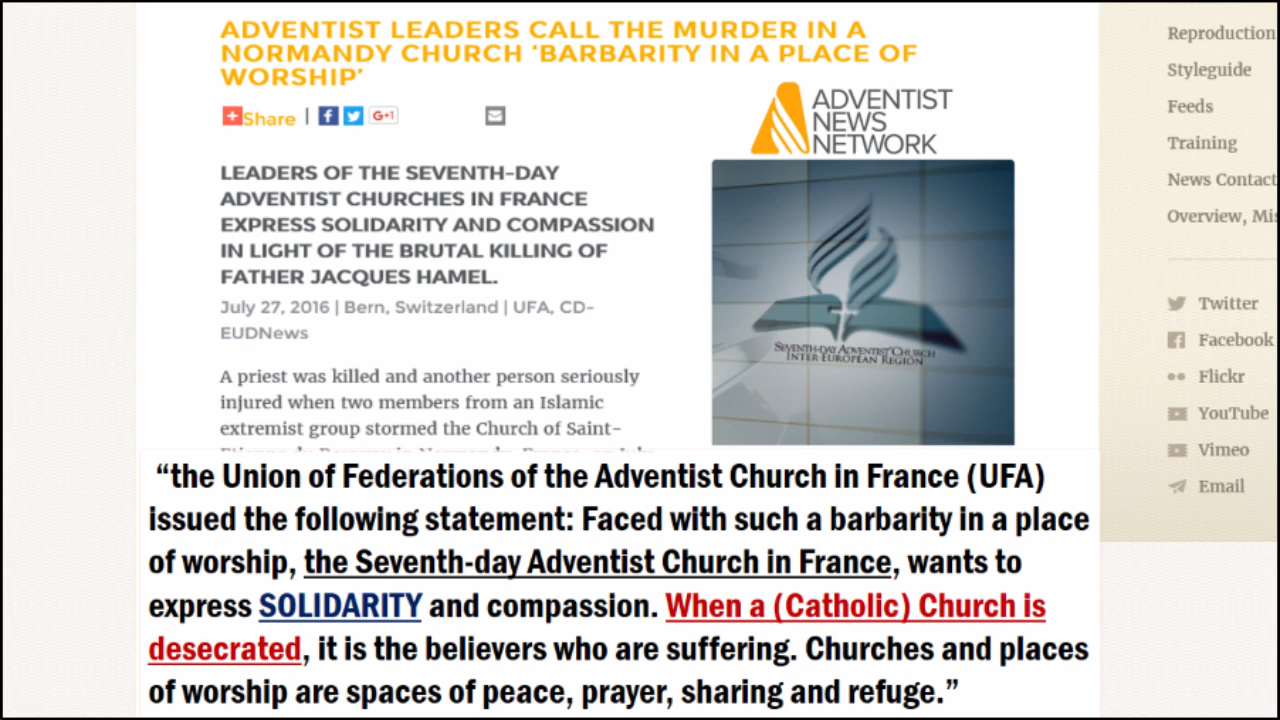 ADVENTIST LEADERS CALL THE MURDER IN A
NORMANDY CHURCH 'BARBARITY IN A PLACE OF
WORSHIP'
Share |
G+1
ADVENTIST
NEWS
NETWORK
LEADERS OF THE SEVENTH-DAY
ADVENTIST CHURCHES IN FRANCE
EXPRESS SOLIDARITY AND COMPASSION
IN LIGHT OF THE BRUTAL KILLING OF
FATHER JACQUES HAMEL.
July 27, 2016 | Bern, Switzerland | UFA, CD-
EUDNews
A priest was killed and another person seriously
injured when two members from an Islamic
extremist group stormed the Church of Saint-
SEVENTH-DAY ADVENTIST CHURCH
INTER-EUROPEAN REGION
“the Union of Federations of the Adventist Church in France (UFA)
issued the following statement: Faced with such a barbarity in a place
of worship, the Seventh-day Adventist Church in France, wants to
express SOLIDARITY and compassion. When a (Catholic) Church is
desecrated, it is the believers who are suffering. Churches and places
of worship are spaces of peace, prayer, sharing and refuge.”
Reproduction
Styleguide
Feeds
Training
News Contact
Overview, Mis
Twitter
Facebook
Flickr
YouTube
Vimeo
Email